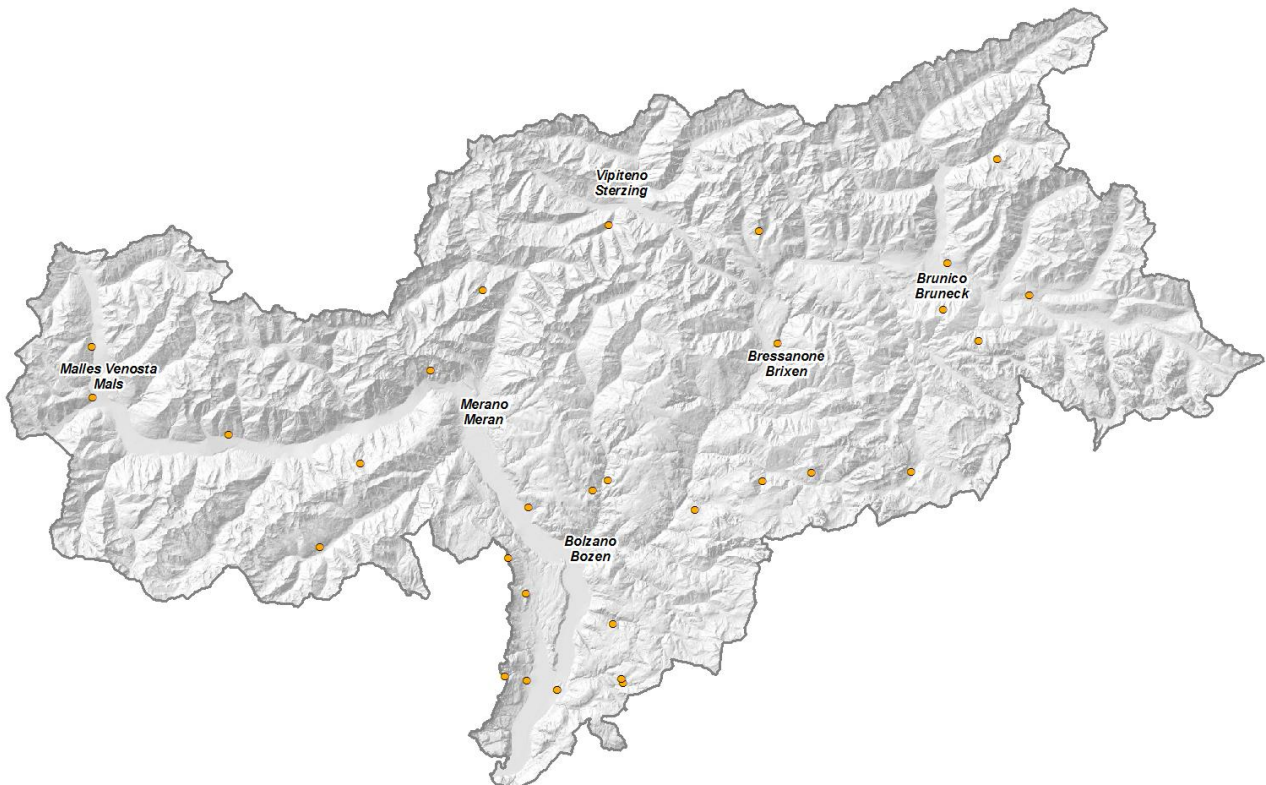 Vipiteno
Sterzing
Brunico
Bruneck
Malles Venosta
Mals
Bressanone
Brixen
Merano
Meran
Bolzano
Bozen